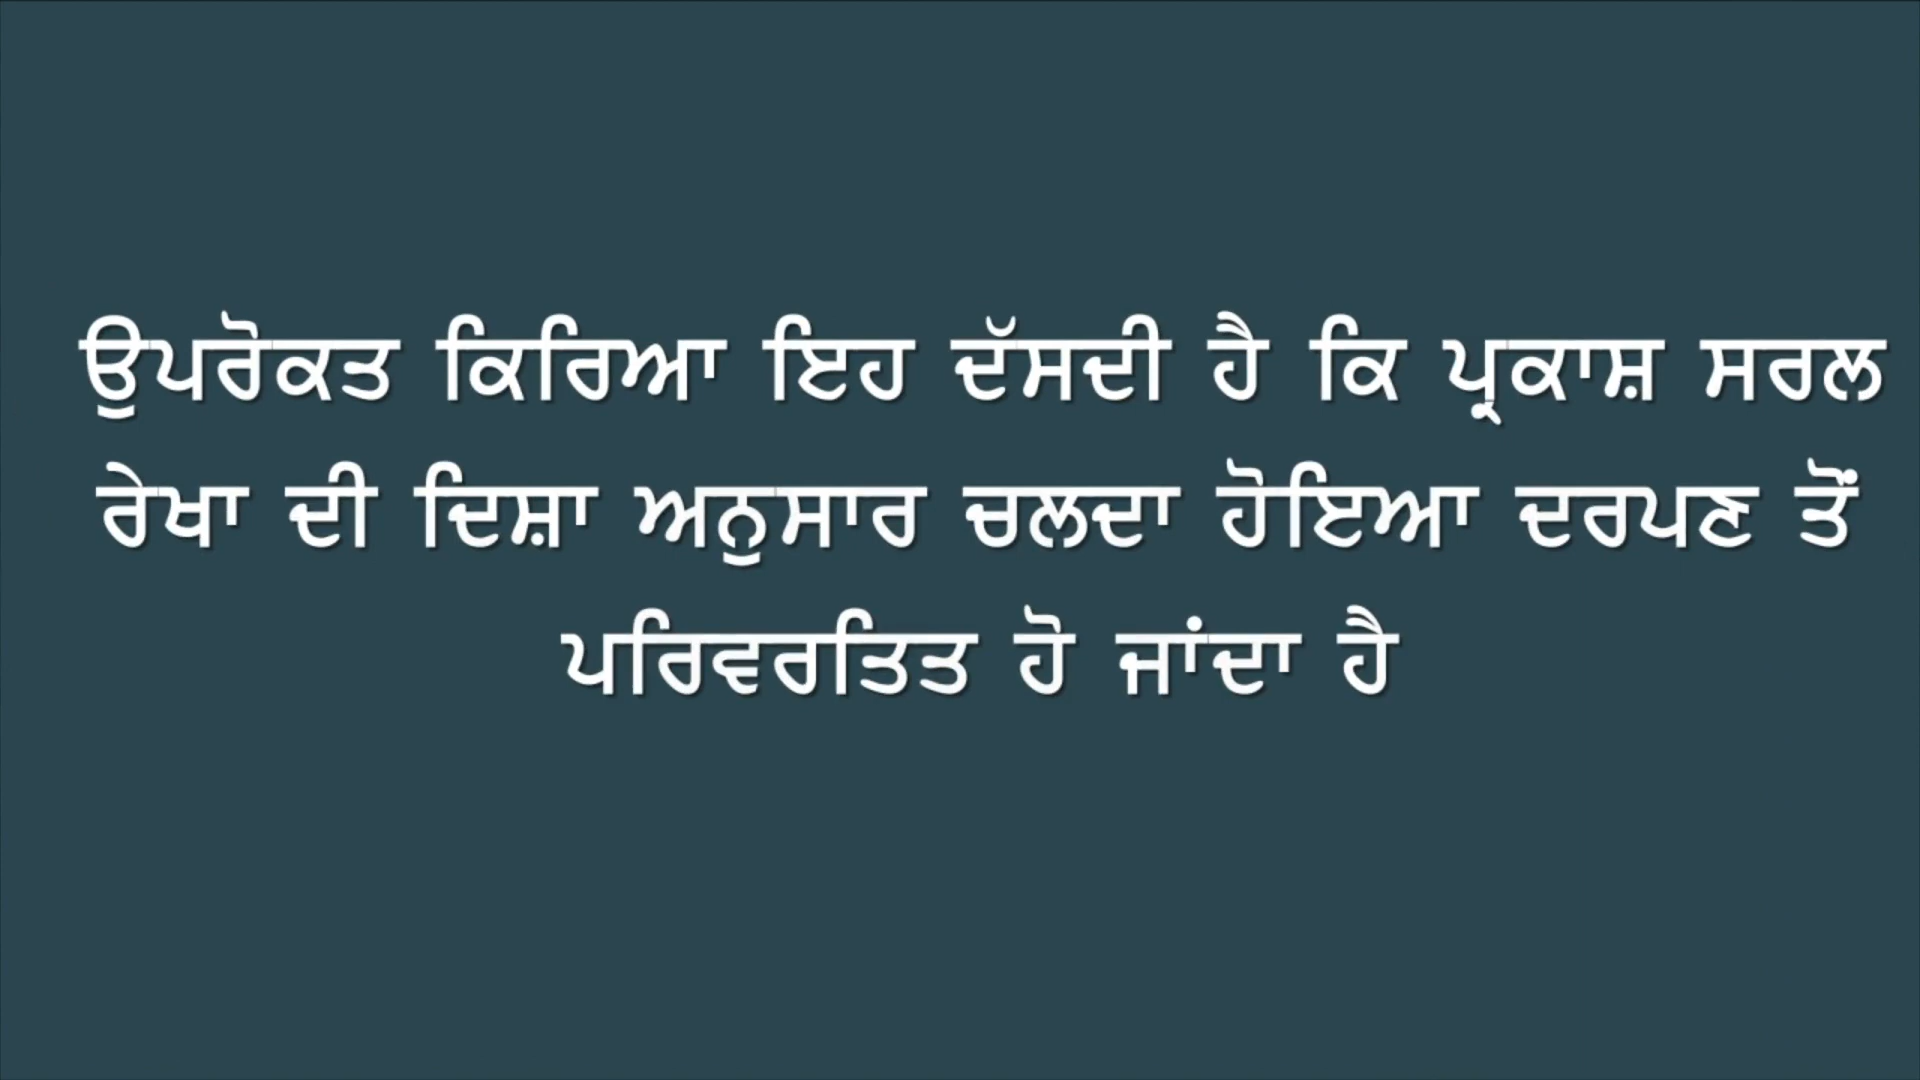 ਉਪਰੋਕਤ ਕਿਰਿਆ ਇਹ ਦੱਸਦੀ ਹੈ ਕਿ ਪ੍ਰਕਾਸ਼ ਸਰਲ
ਰੇਖਾ ਦੀ ਦਿਸ਼ਾ ਅਨੁਸਾਰ ਚਲਦਾ ਹੋਇਆ ਦਰਪਣ ਤੋਂ
ਪਰਿਵਰਤਿਤ ਹੋ ਜਾਂਦਾ ਹੈ